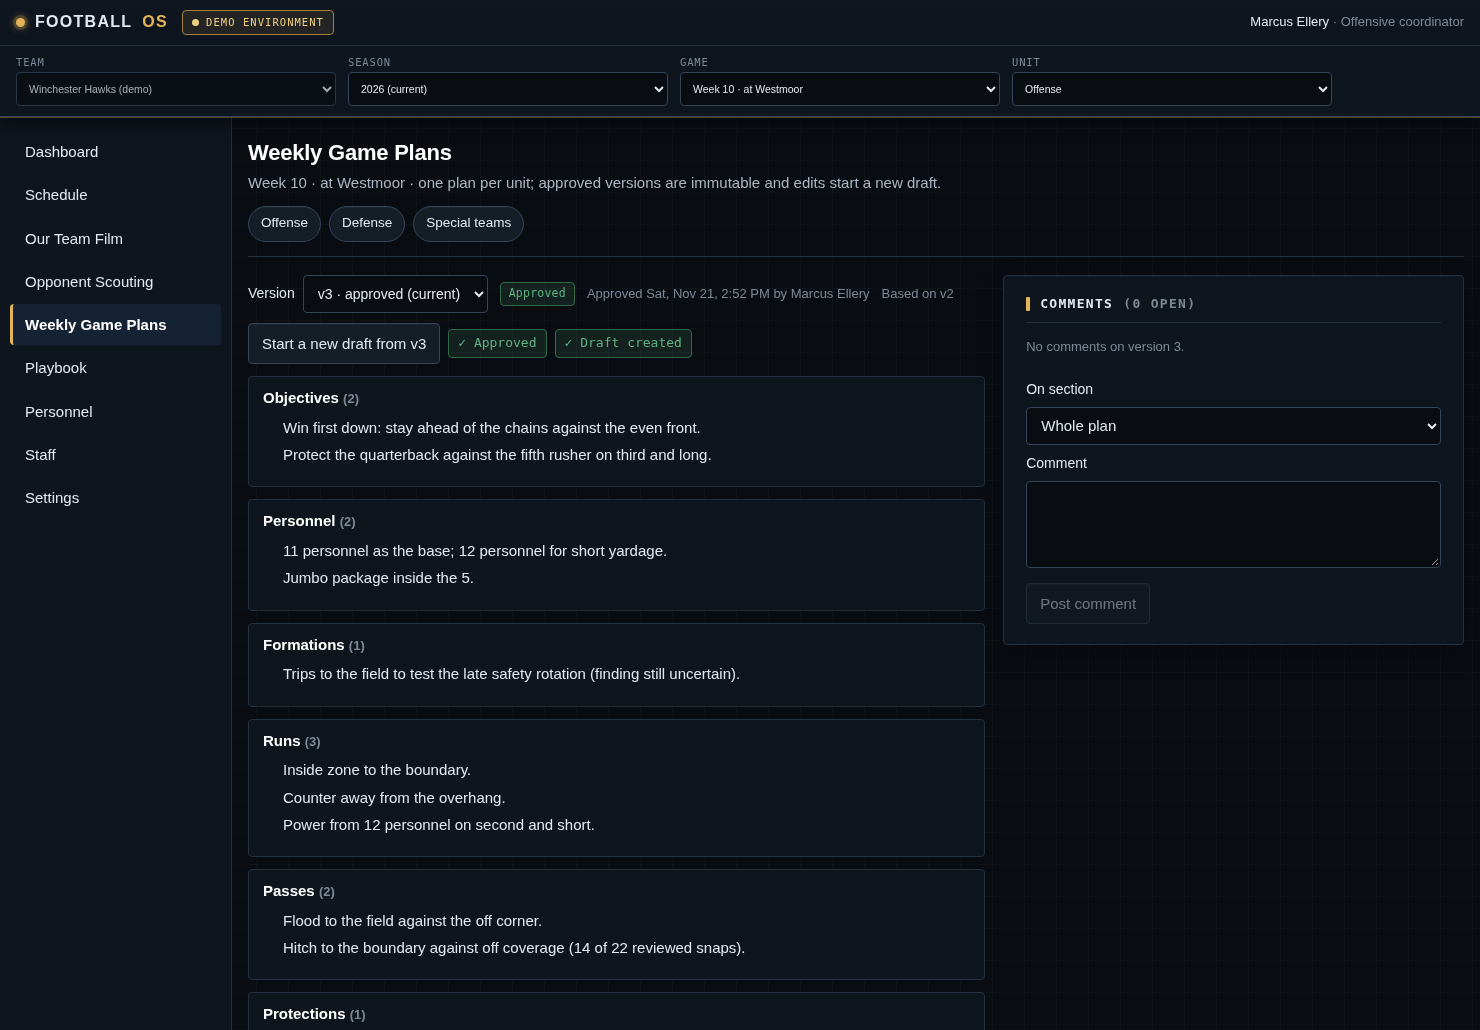 FOOTBALL OS
DEMO ENVIRONMENT
Marcus Ellery · Offensive coordinator
TEAM
Winchester Hawks (demo)
SEASON
2026 (current)
GAME
Week 10 · at Westmoor
UNIT
Offense
Dashboard
Schedule
Our Team Film
Opponent Scouting
Weekly Game Plans
Playbook
Personnel
Staff
Settings
Weekly Game Plans
Week 10 · at Westmoor · one plan per unit; approved versions are immutable and edits start a new draft.
Offense
Defense
Special teams
Version
v3 · approved (current)
Approved
Approved Sat, Nov 21, 2:52 PM by Marcus Ellery
Based on v2
Start a new draft from v3
✓ Approved
✓ Draft created
Objectives (2)
Win first down: stay ahead of the chains against the even front.
Protect the quarterback against the fifth rusher on third and long.
Personnel (2)
11 personnel as the base; 12 personnel for short yardage.
Jumbo package inside the 5.
Formations (1)
Trips to the field to test the late safety rotation (finding still uncertain).
Runs (3)
Inside zone to the boundary.
Counter away from the overhang.
Power from 12 personnel on second and short.
Passes (2)
Flood to the field against the off corner.
Hitch to the boundary against off coverage (14 of 22 reviewed snaps).
Protections (1)
COMMENTS (0 OPEN)
No comments on version 3.
On section
Whole plan
Comment
Post comment